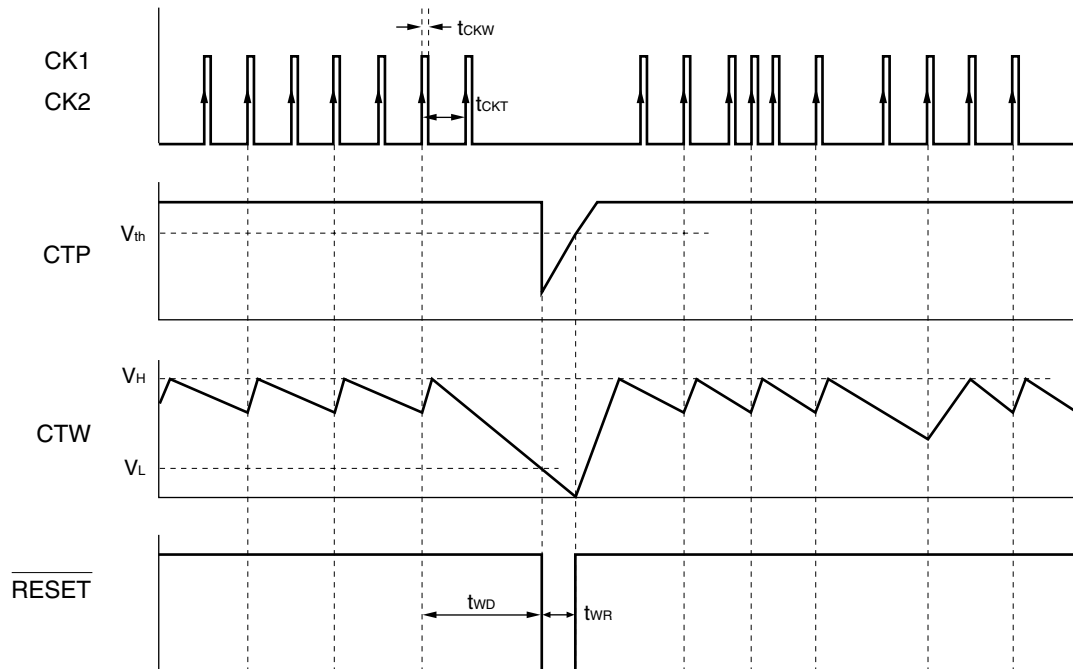 tCKW
CK1
CK2
tCKT
Vth
CTP
VH
CTW
VL
RESET
tWD
tWR